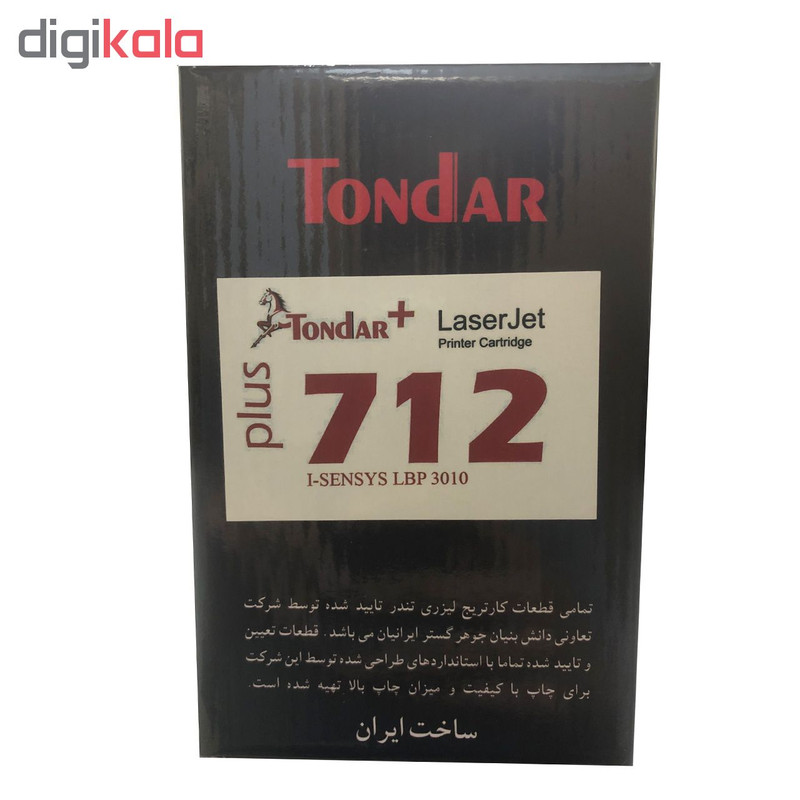 digikala
TONDAR
TONDAR+
LaserJet
Printer Cartridge
plus
712
I-SENSYS LBP 3010
تمامی قطعات کارتریج لیزری تندر تایید شده توسط شرکت
تعاونی دانش بنیان جوهر گستر ایرانیان می باشد . قطعات تعیین
و تایید شده تماما با استانداردهای طراحی شده توسط این شرکت
برای چاپ با کیفیت و میزان چاپ بالا تهیه شده است.
ساخت ایران